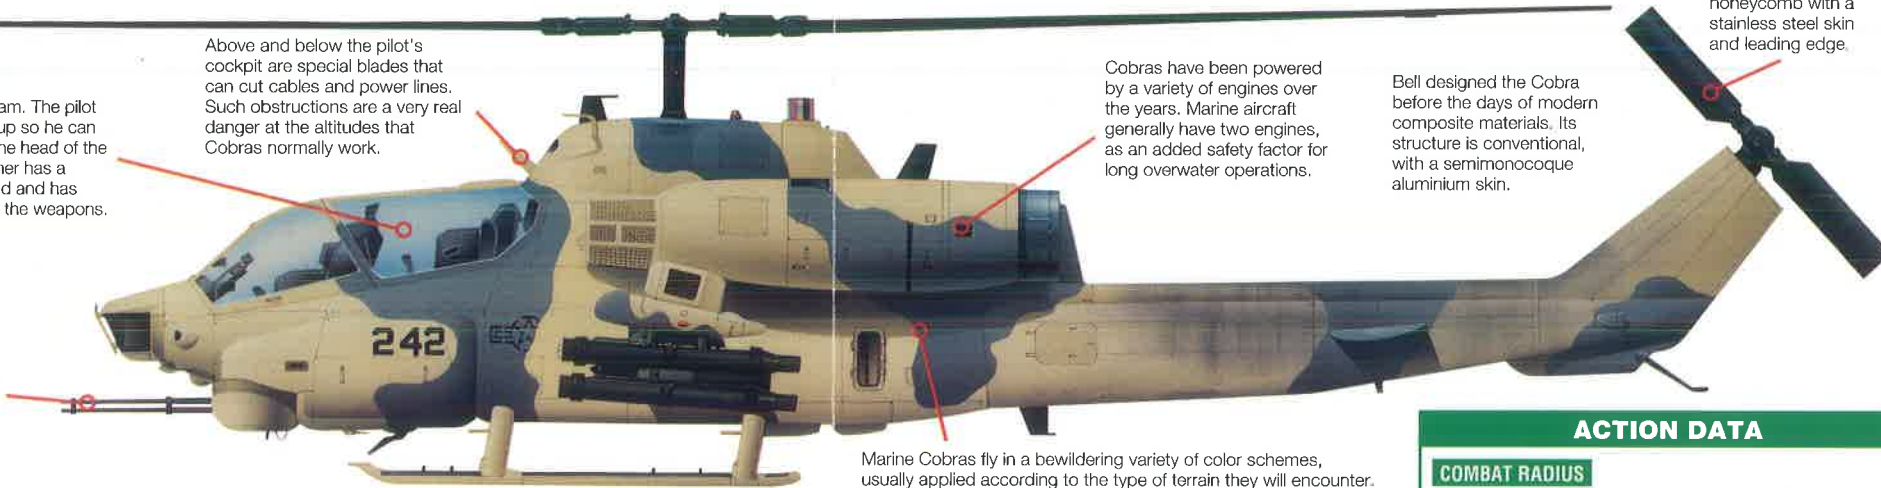 honeycomb with a
stainless steel skin
and leading edge.
Above and below the pilot's
cockpit are special blades that
can cut cables and power lines.
Such obstructions are a very real
danger at the altitudes that
Cobras normally work.
am. The pilot
up so he can
he head of the
ner has a
d and has
the weapons.
Cobras have been powered
by a variety of engines over
the years. Marine aircraft
generally have two engines,
as an added safety factor for
long overwater operations.
Bell designed the Cobra
before the days of modern
composite materials. Its
structure is conventional,
with a semimonocoque
aluminium skin.
242
Marine Cobras fly in a bewildering variety of color schemes,
usually applied according to the type of terrain they will encounter.
ACTION DATA
COMBAT RADIUS